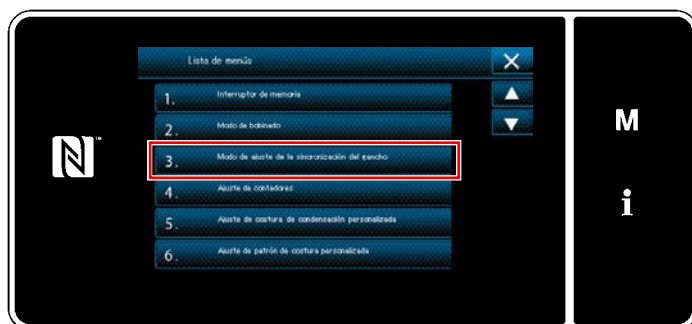 Lista de menús
1. Interruptor de memoria
2. Modo de bobinado
3. Modo de ajuste de la sincronización del gancho
4. Ajuste de contadores
5. Ajuste de costura de condensación personalizada
6. Ajuste de patrón de costura personalizada
N
M
i